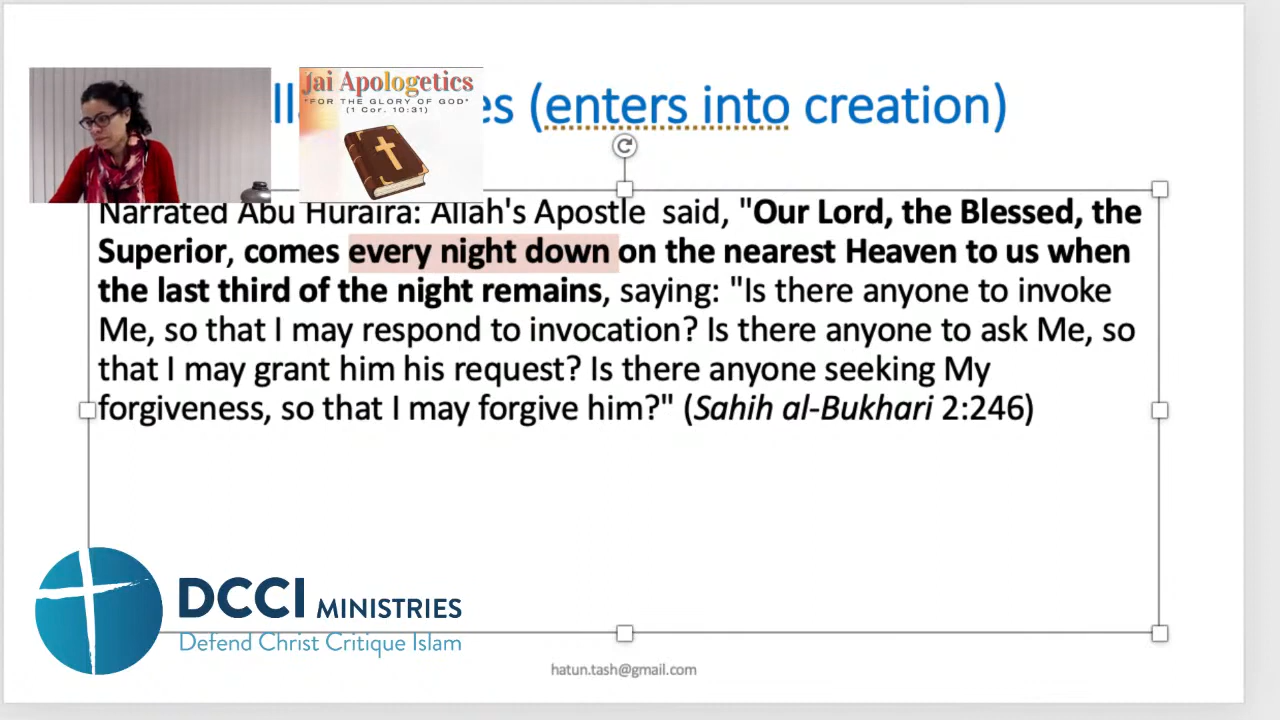 Jai Apologetics
"FOR THE GLORY OF GOD"
(1 Cor. 10:31)
(enters into creation)
Narrated Abu Huraira: Allah's Apostle said, "Our Lord, the Blessed, the
Superior, comes every night down on the nearest Heaven to us when
the last third of the night remains, saying: "Is there anyone to invoke
Me, so that I may respond to invocation? Is there anyone to ask Me, so
that I may grant him his request? Is there anyone seeking My
forgiveness, so that I may forgive him?" (Sahih al-Bukhari 2:246)
DCCI MINISTRIES
Defend Christ Critique Islam
hatun.tash@gmail.com